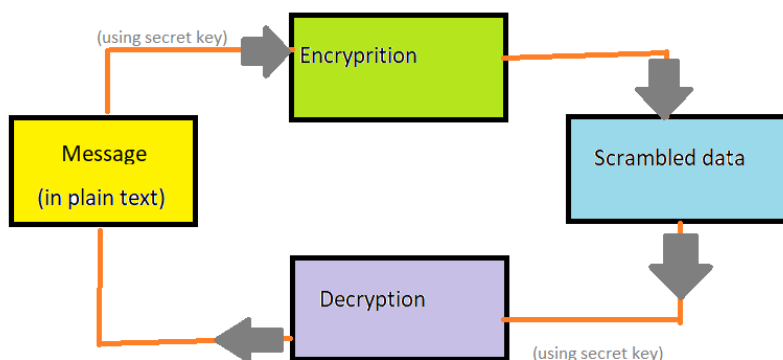 (using secret key)
Encryprition
Message
(in plain text)
Scrambled data
Decryption
(using secret key)